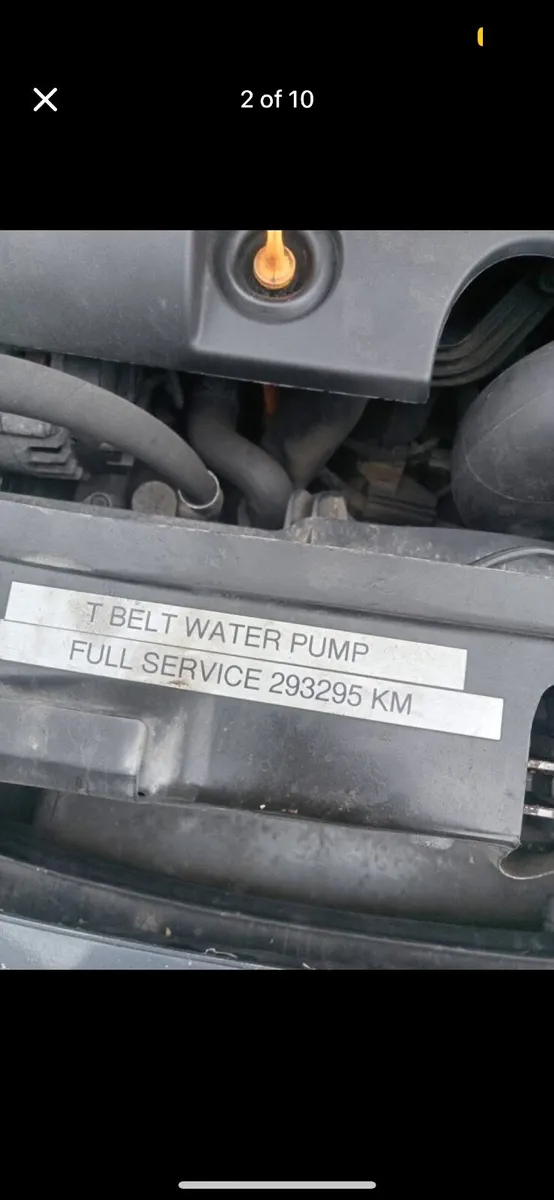 2 of 10
T BELT WATER PUMP
FULL SERVICE 293295 KM